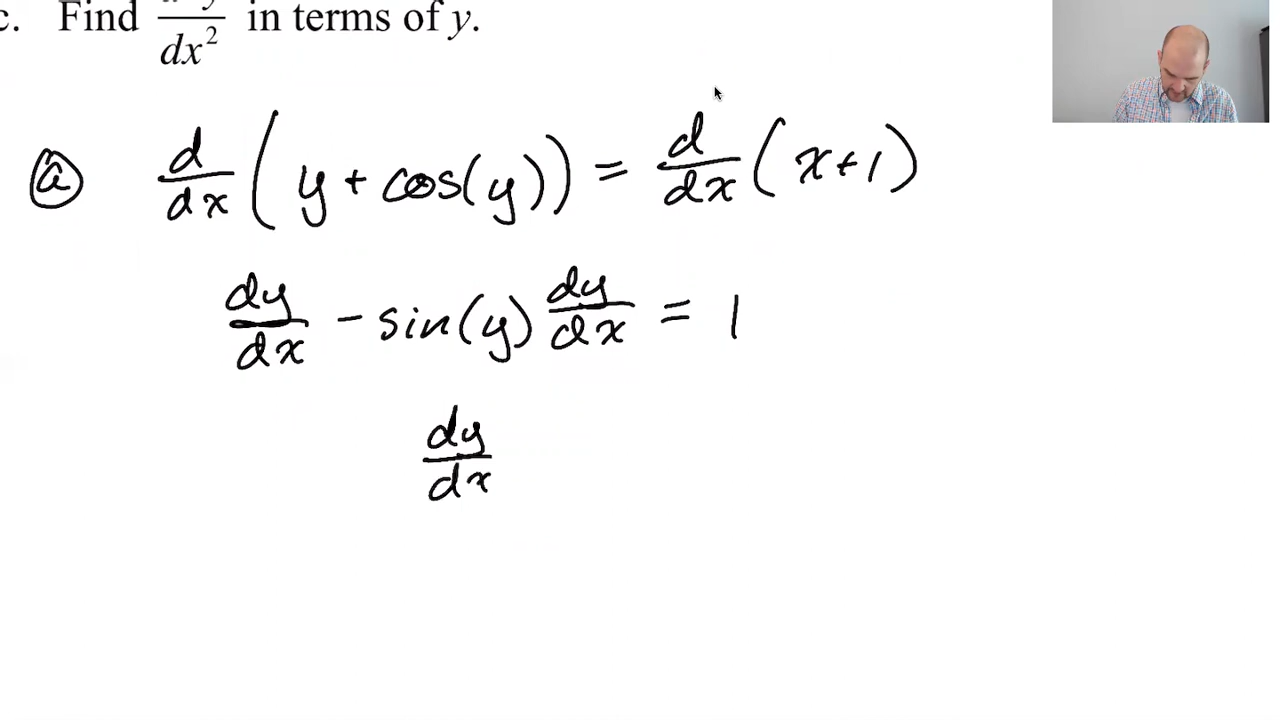 c. Find d²y/dx² in terms of y.
ⓐ d/dx (y + cos(y)) = d/dx (x+1)
dy/dx - sin(y) dy/dx = 1
dy/dx